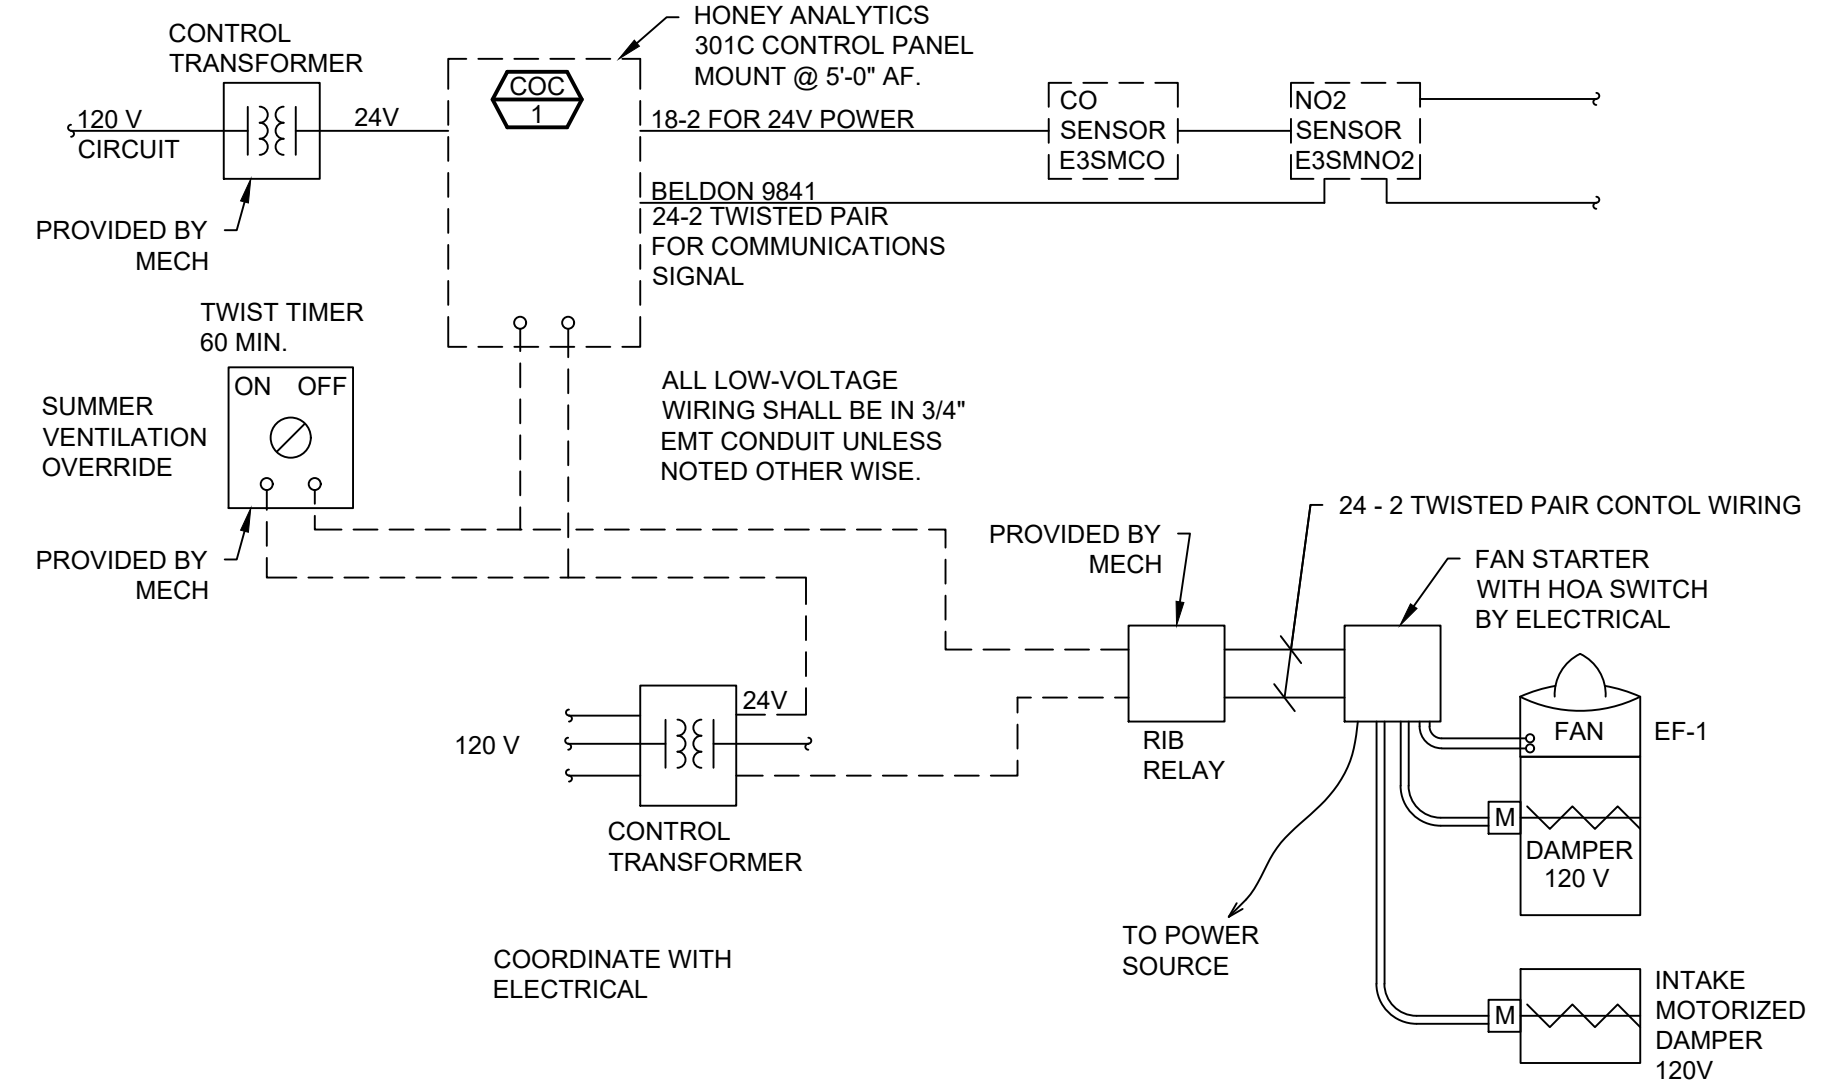 HONEY ANALYTICS
301C CONTROL PANEL
MOUNT @ 5'-0" AF.
CONTROL
TRANSFORMER
120 V
CIRCUIT
24V
COC
1
18-2 FOR 24V POWER
CO
SENSOR
E3SMCO
NO2
SENSOR
E3SMNO2
BELDON 9841
24-2 TWISTED PAIR
FOR COMMUNICATIONS
SIGNAL
PROVIDED BY
MECH
TWIST TIMER
60 MIN.
ON OFF
SUMMER
VENTILATION
OVERRIDE
PROVIDED BY
MECH
ALL LOW-VOLTAGE
WIRING SHALL BE IN 3/4"
EMT CONDUIT UNLESS
NOTED OTHER WISE.
24 - 2 TWISTED PAIR CONTOL WIRING
PROVIDED BY
MECH
FAN STARTER
WITH HOA SWITCH
BY ELECTRICAL
24V
120 V
CONTROL
TRANSFORMER
RIB
RELAY
FAN
EF-1
M
DAMPER
120 V
TO POWER
SOURCE
COORDINATE WITH
ELECTRICAL
M
INTAKE
MOTORIZED
DAMPER
120V